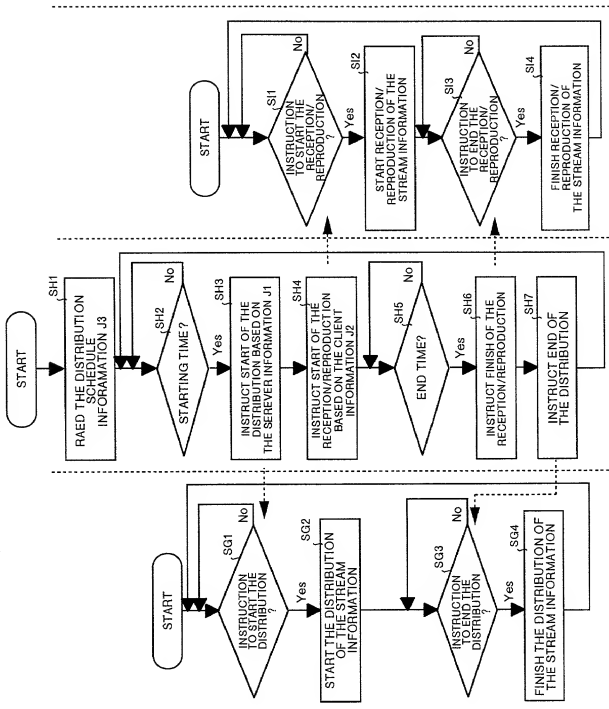 START
SG1
INSTRUCTION
TO START THE
DISTRIBUTION
?
No
Yes
SG2
START THE DISTRIBUTION
OF THE STREAM
INFORMATION
SG3
INSTRUCTION
TO END THE
DISTRIBUTION
?
No
Yes
SG4
FINISH THE DISTRIBUTION OF
THE STREAM INFORMATION
START
SH1
RAED THE DISTRIBUTION
SCHEDULE
INFORAMATION J3
SH2
STARTING TIME ?
No
Yes
SH3
INSTRUCT START OF THE
DISTRIBUTION BASED ON
THE SEREVER INFORMATION J1
SH4
INSTRUCT START OF THE
RECEPTION/REPRODUCTION
BASED ON THE CLIENT
INFORMATION J2
SH5
END TIME?
No
Yes
SH6
INSTRUCT FINISH OF THE
RECEPTION/REPRODUCTION
SH7
INSTRUCT END OF
THE DISTRIBUTION
START
SI1
INSTRUCTION
TO START THE
RECEPTION/
REPRODUCTION
?
No
Yes
SI2
START RECEPTION/
REPRODUCTION OF THE
STREAM INFORMATION
SI3
INSTRUCTION
TO END THE
RECEPTION/
REPRODUCTION
?
No
Yes
SI4
FINISH RECEPTION/
REPRODUCTION OF
THE STREAM INFORMATION